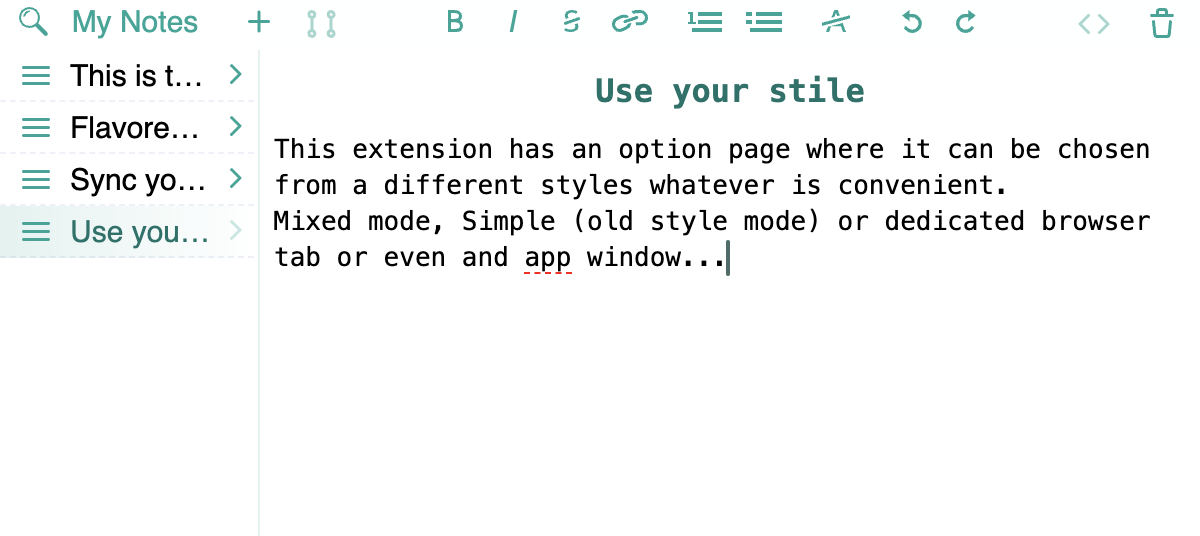 My Notes
This is t...
Flavore...
Sync yo...
Use you...
Use your stile
This extension has an option page where it can be chosen
from a different styles whatever is convenient.
Mixed mode, Simple (old style mode) or dedicated browser
tab or even and app window...